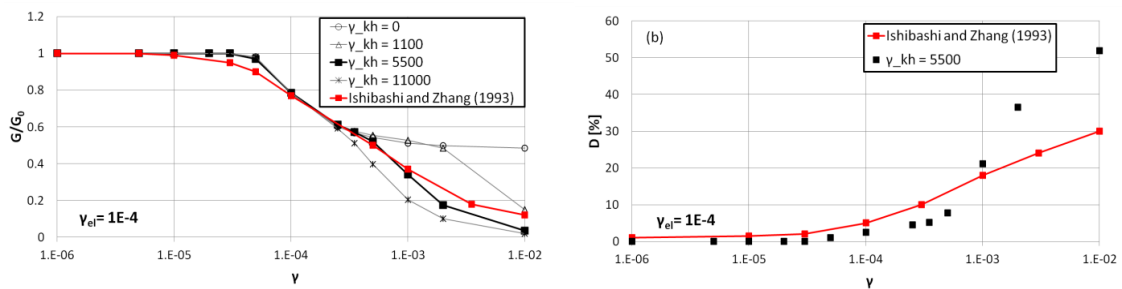 1.2
1
0.8
0.6
0.4
0.2
0
G/G₀
γ_kh = 0
γ_kh = 1100
γ_kh = 5500
γ_kh = 11000
Ishibashi and Zhang (1993)
γel = 1E-4
1.E-06 1.E-05 1.E-04 1.E-03 1.E-02
γ
(b)
60
50
40
30
20
10
0
D [%]
Ishibashi and Zhang (1993)
γ_kh = 5500
γel = 1E-4
1.E-06 1.E-05 1.E-04 1.E-03 1.E-02
γ